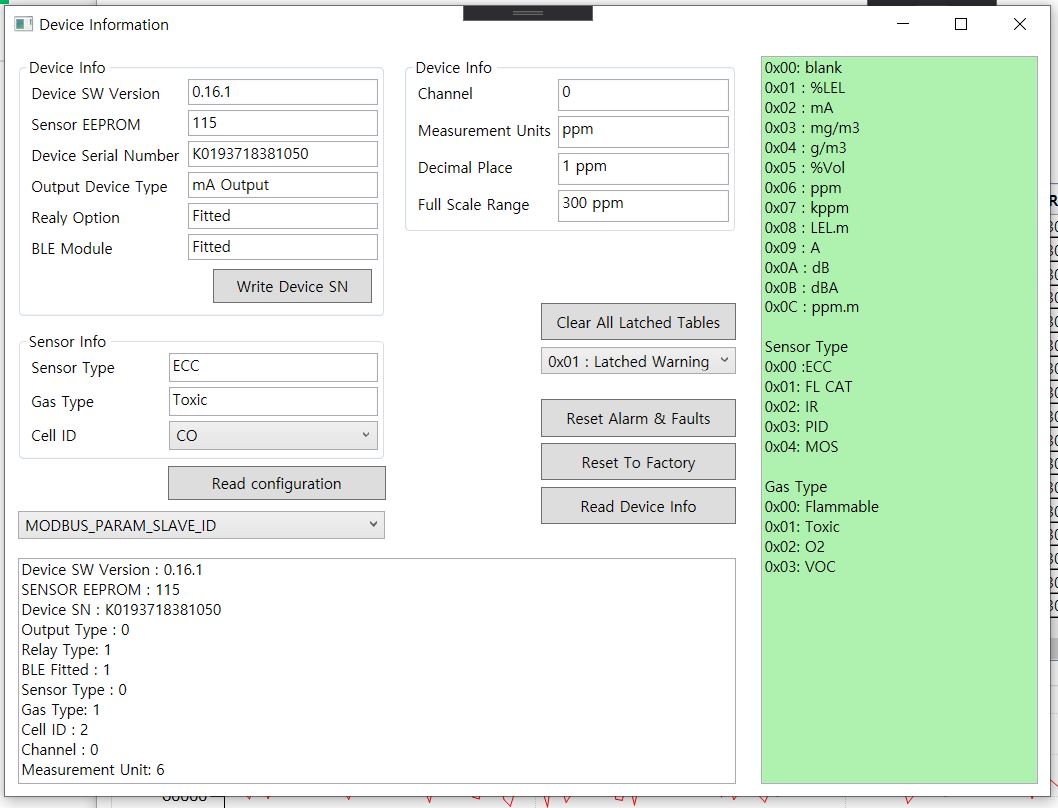 Device Information
Device Info
Device SW Version 0.16.1
Sensor EEPROM 115
Device Serial Number K0193718381050
Output Device Type mA Output
Realy Option Fitted
BLE Module Fitted
Write Device SN
Sensor Info
Sensor Type ECC
Gas Type Toxic
Cell ID CO
Read configuration
MODBUS_PARAM_SLAVE_ID
Device Info
Channel 0
Measurement Units ppm
Decimal Place 1 ppm
Full Scale Range 300 ppm
Clear All Latched Tables
0x01 : Latched Warning
Reset Alarm & Faults
Reset To Factory
Read Device Info
Device SW Version : 0.16.1
SENSOR EEPROM : 115
Device SN : K0193718381050
Output Type : 0
Relay Type: 1
BLE Fitted : 1
Sensor Type : 0
Gas Type: 1
Cell ID : 2
Channel : 0
Measurement Unit: 6
0x00: blank
0x01 : %LEL
0x02 : mA
0x03 : mg/m3
0x04 : g/m3
0x05 : %Vol
0x06 : ppm
0x07 : kppm
0x08 : LEL.m
0x09 : A
0x0A : dB
0x0B : dBA
0x0C : ppm.m
Sensor Type
0x00 :ECC
0x01: FL CAT
0x02: IR
0x03: PID
0x04: MOS
Gas Type
0x00: Flammable
0x01: Toxic
0x02: O2
0x03: VOC